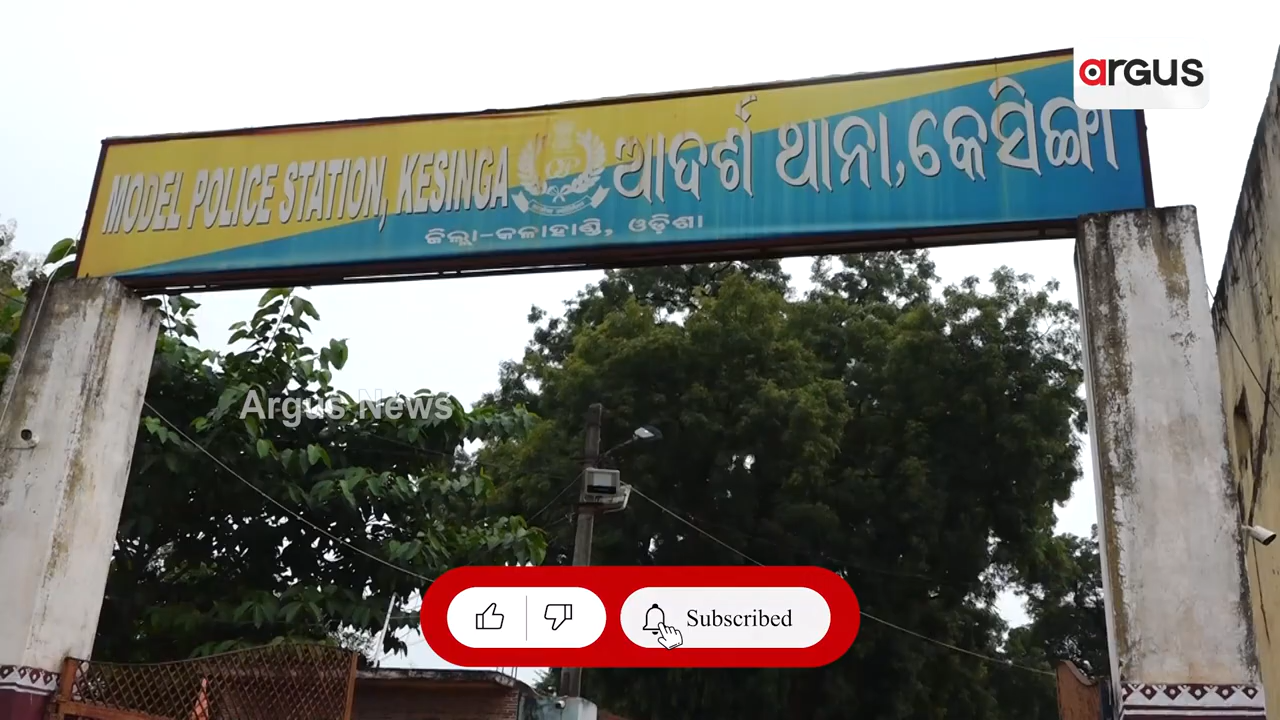 argus
MODEL POLICE STATION, KESINGA ଆଦର୍ଶ ଥାନା, କେସିଙ୍ଗା
ଜିଲ୍ଲା-କଳାହାଣ୍ଡି, ଓଡ଼ିଶା
Argus News
Subscribed